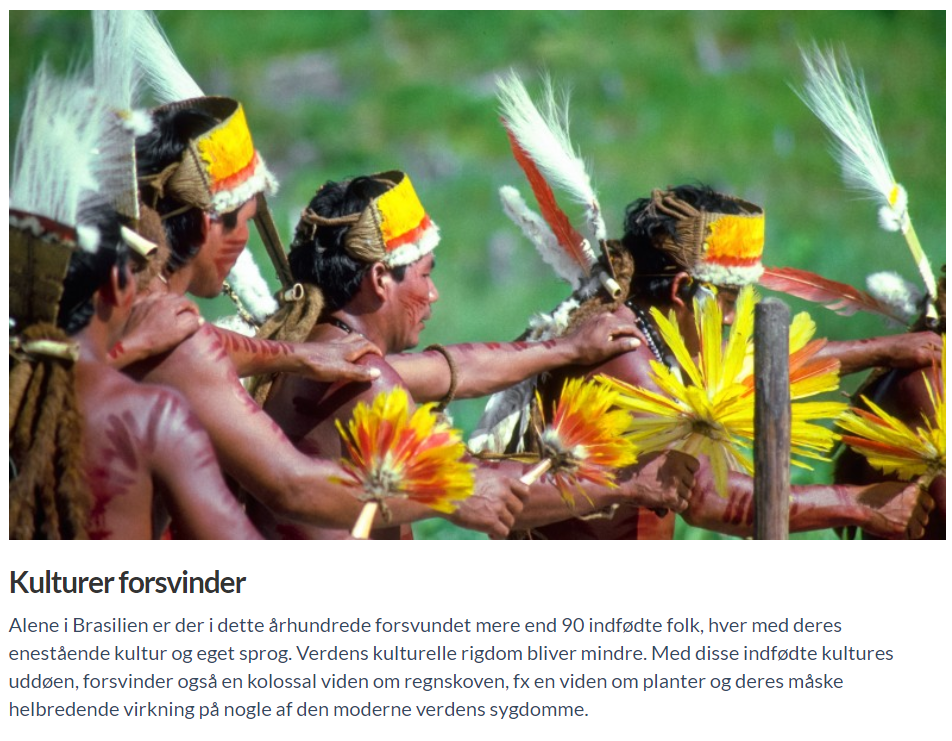 Kulturer forsvinder
Alene i Brasilien er der i dette århundrede forsvundet mere end 90 indfødte folk, hver med deres
enestående kultur og eget sprog. Verdens kulturelle rigdom bliver mindre. Med disse indfødte kultures
uddøen, forsvinder også en kolossal viden om regnskoven, fx en viden om planter og deres måske
helbredende virkning på nogle af den moderne verdens sygdomme.